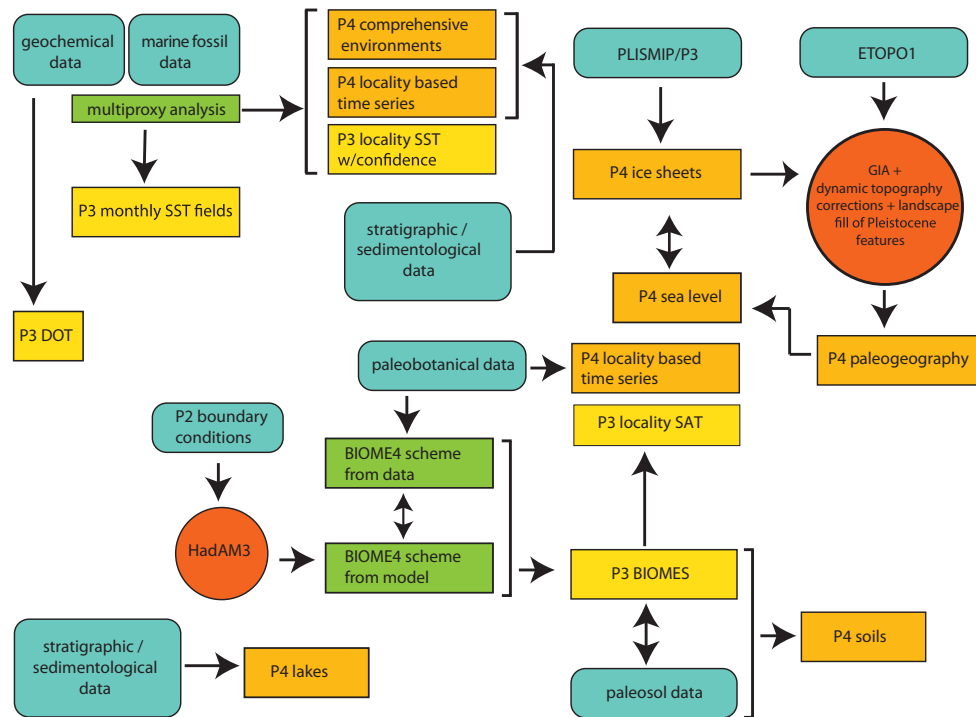 geochemical
data
marine fossil
data
multiproxy analysis
P3 monthly SST fields
P3 DOT
P4 comprehensive
environments
P4 locality based
time series
P3 locality SST
w/confidence
stratigraphic /
sedimentological
data
PLISMIP/P3
P4 ice sheets
P4 sea level
ETOPO1
GIA +
dynamic topography
corrections + landscape
fill of Pleistocene
features
P4 paleogeography
paleobotanical data
P4 locality based
time series
P3 locality SAT
P2 boundary
conditions
HadAM3
BIOME4 scheme
from data
BIOME4 scheme
from model
P3 BIOMES
paleosol data
P4 soils
stratigraphic /
sedimentological
data
P4 lakes